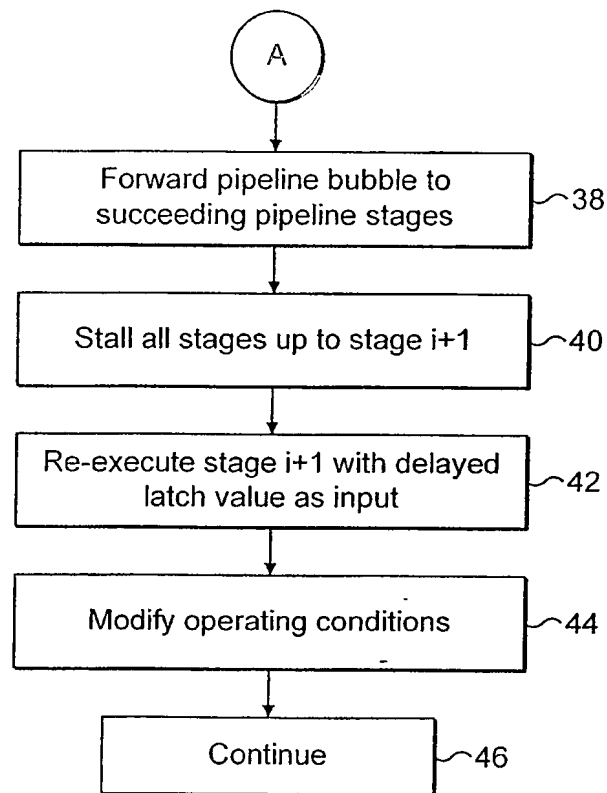 A
Forward pipeline bubble to
succeeding pipeline stages
38
Stall all stages up to stage i+1
40
Re-execute stage i+1 with delayed
latch value as input
42
Modify operating conditions
44
Continue
46